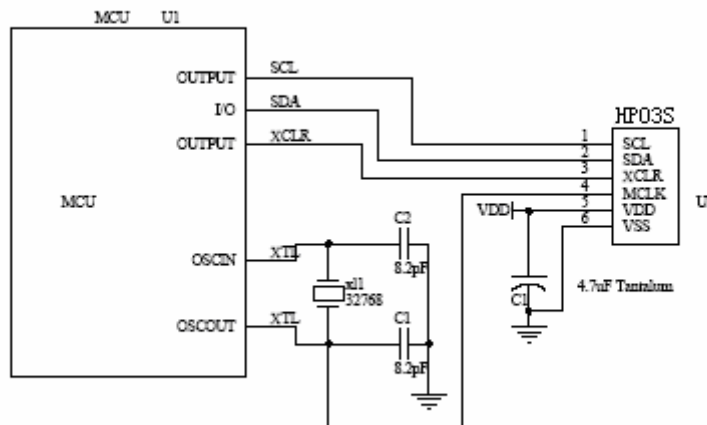 MCU U1
OUTPUT SCL
I/O SDA
OUTPUT XCLR
MCU
OSCIN XTL
OSCOUT XTL
C2
8.2pF
xl1
32768
C1
8.2pF
HP03S
1 SCL
2 SDA
3 XCLR
4 MCLK
VDD 5 VDD
6 VSS
U
C1
4.7uF Tantalum